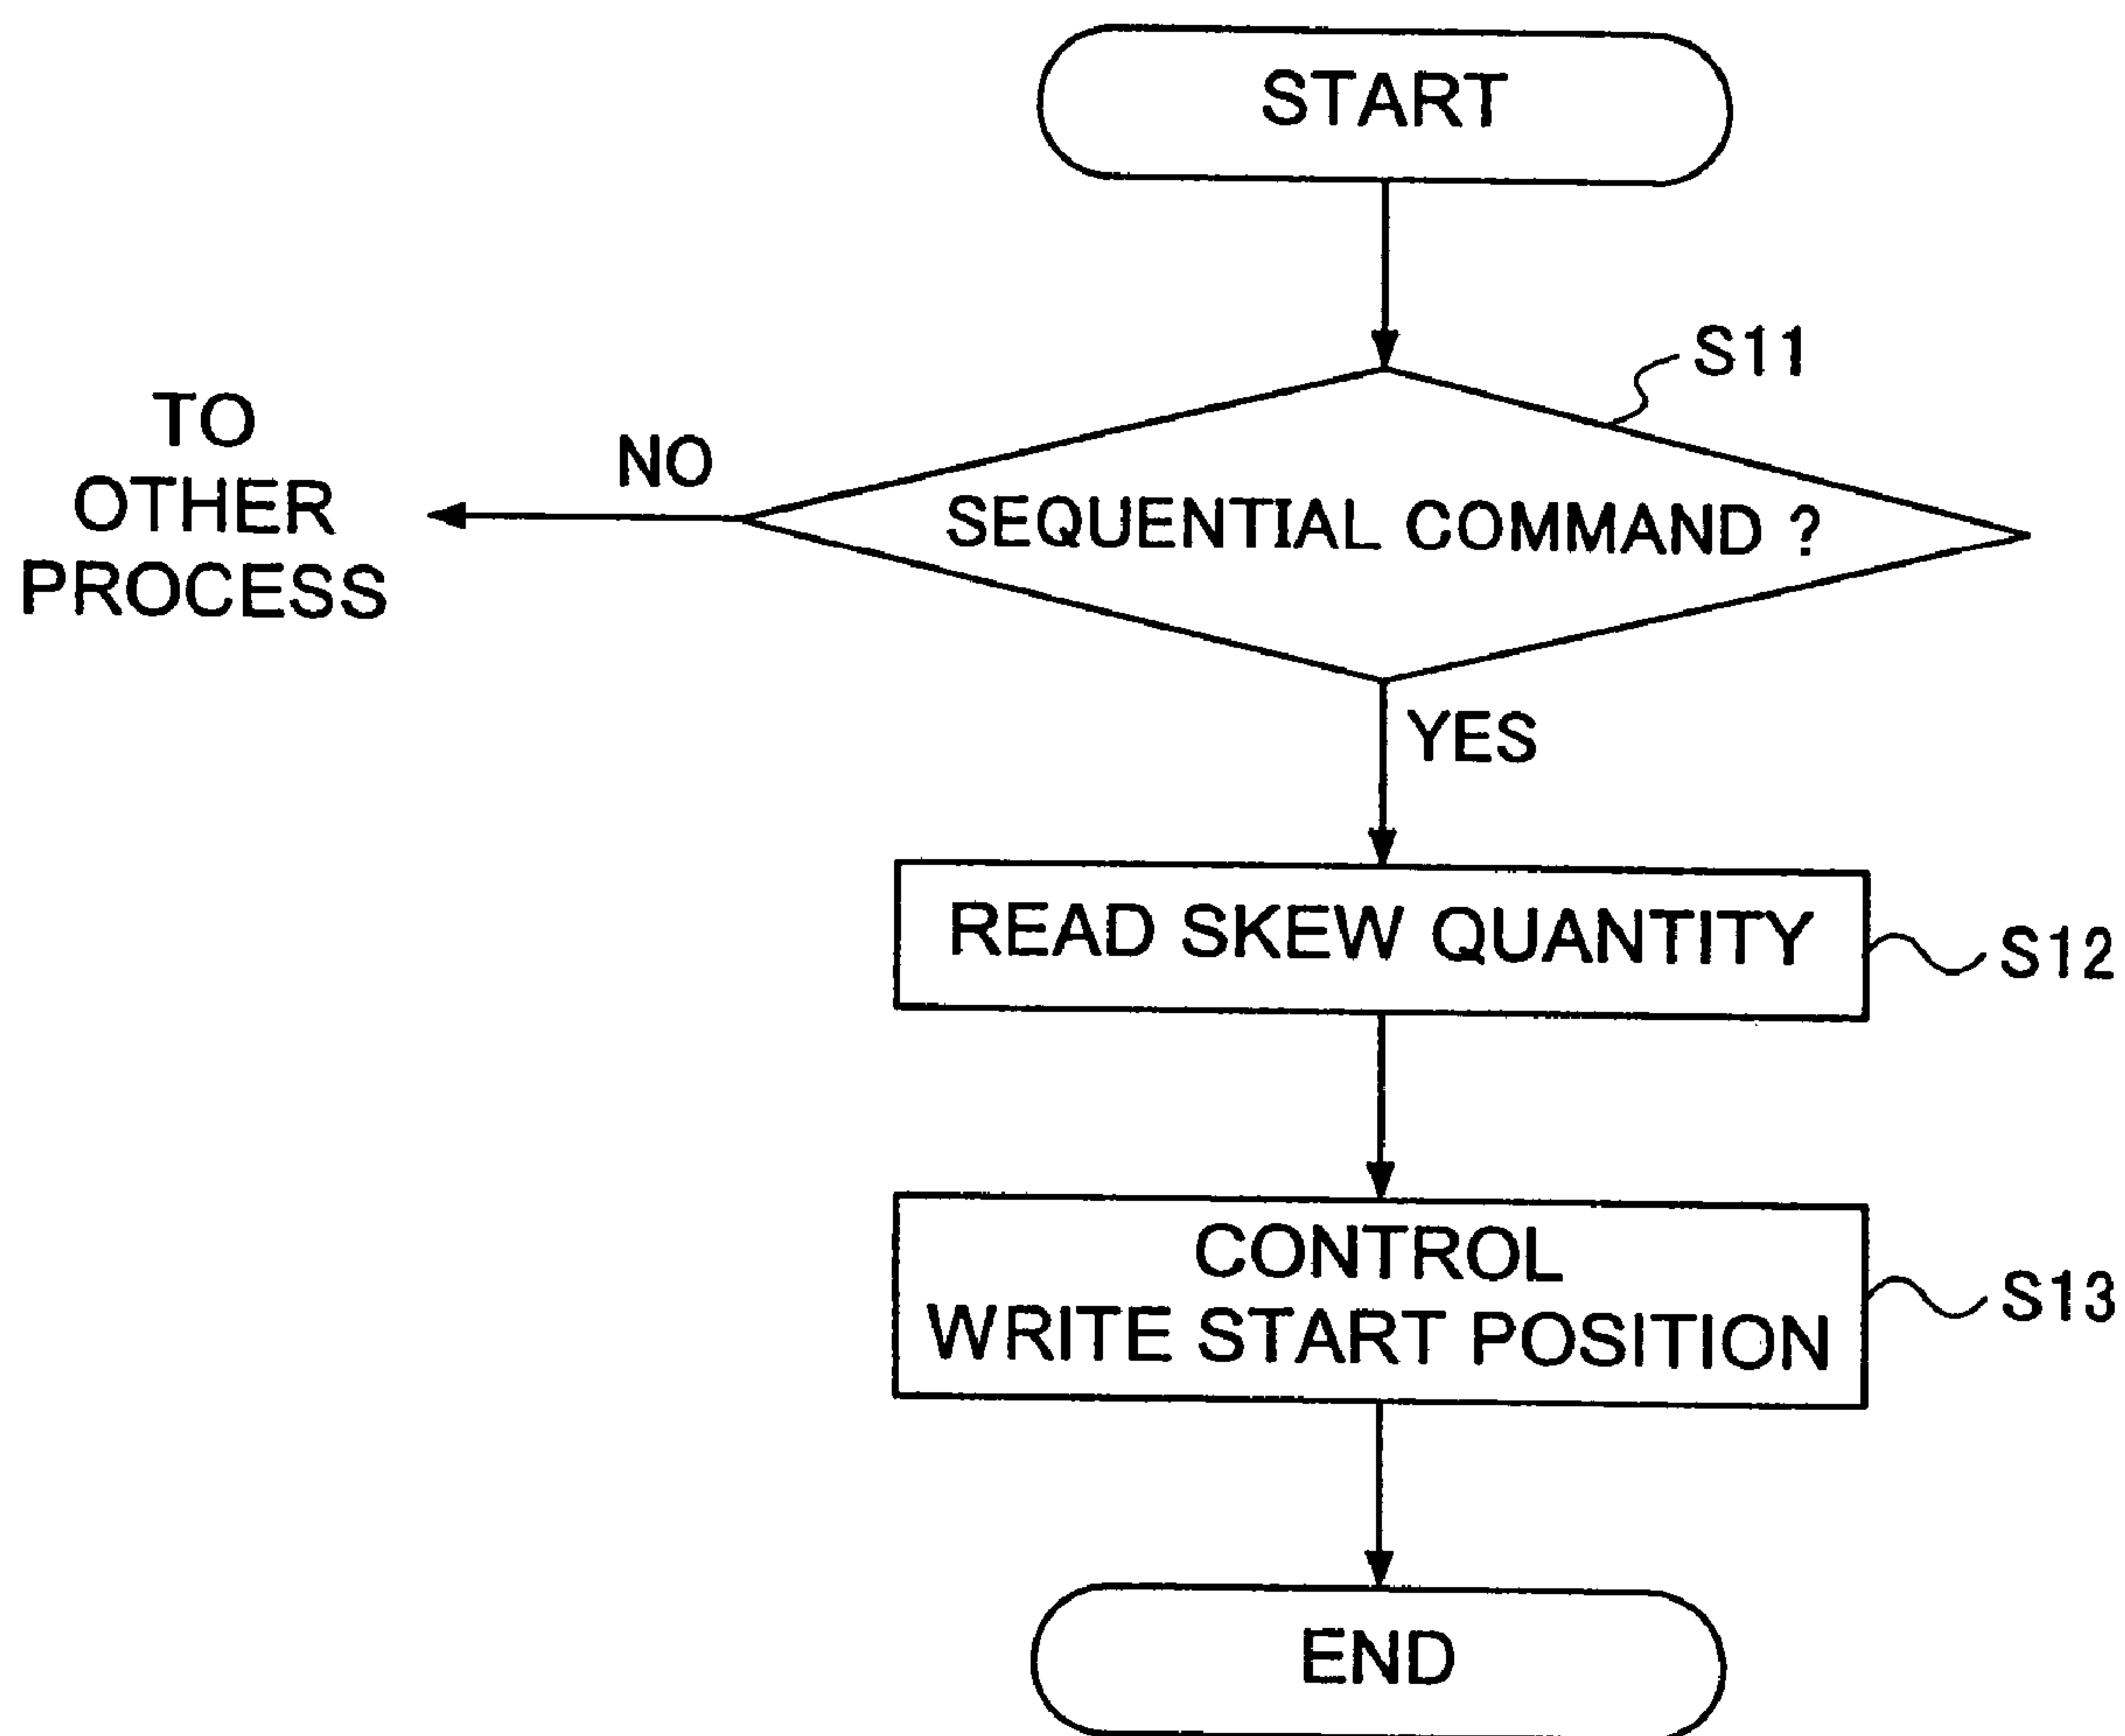 START
S11
TO
OTHER
PROCESS
NO
SEQUENTIAL COMMAND ?
YES
READ SKEW QUANTITY
S12
CONTROL
WRITE START POSITION
S13
END